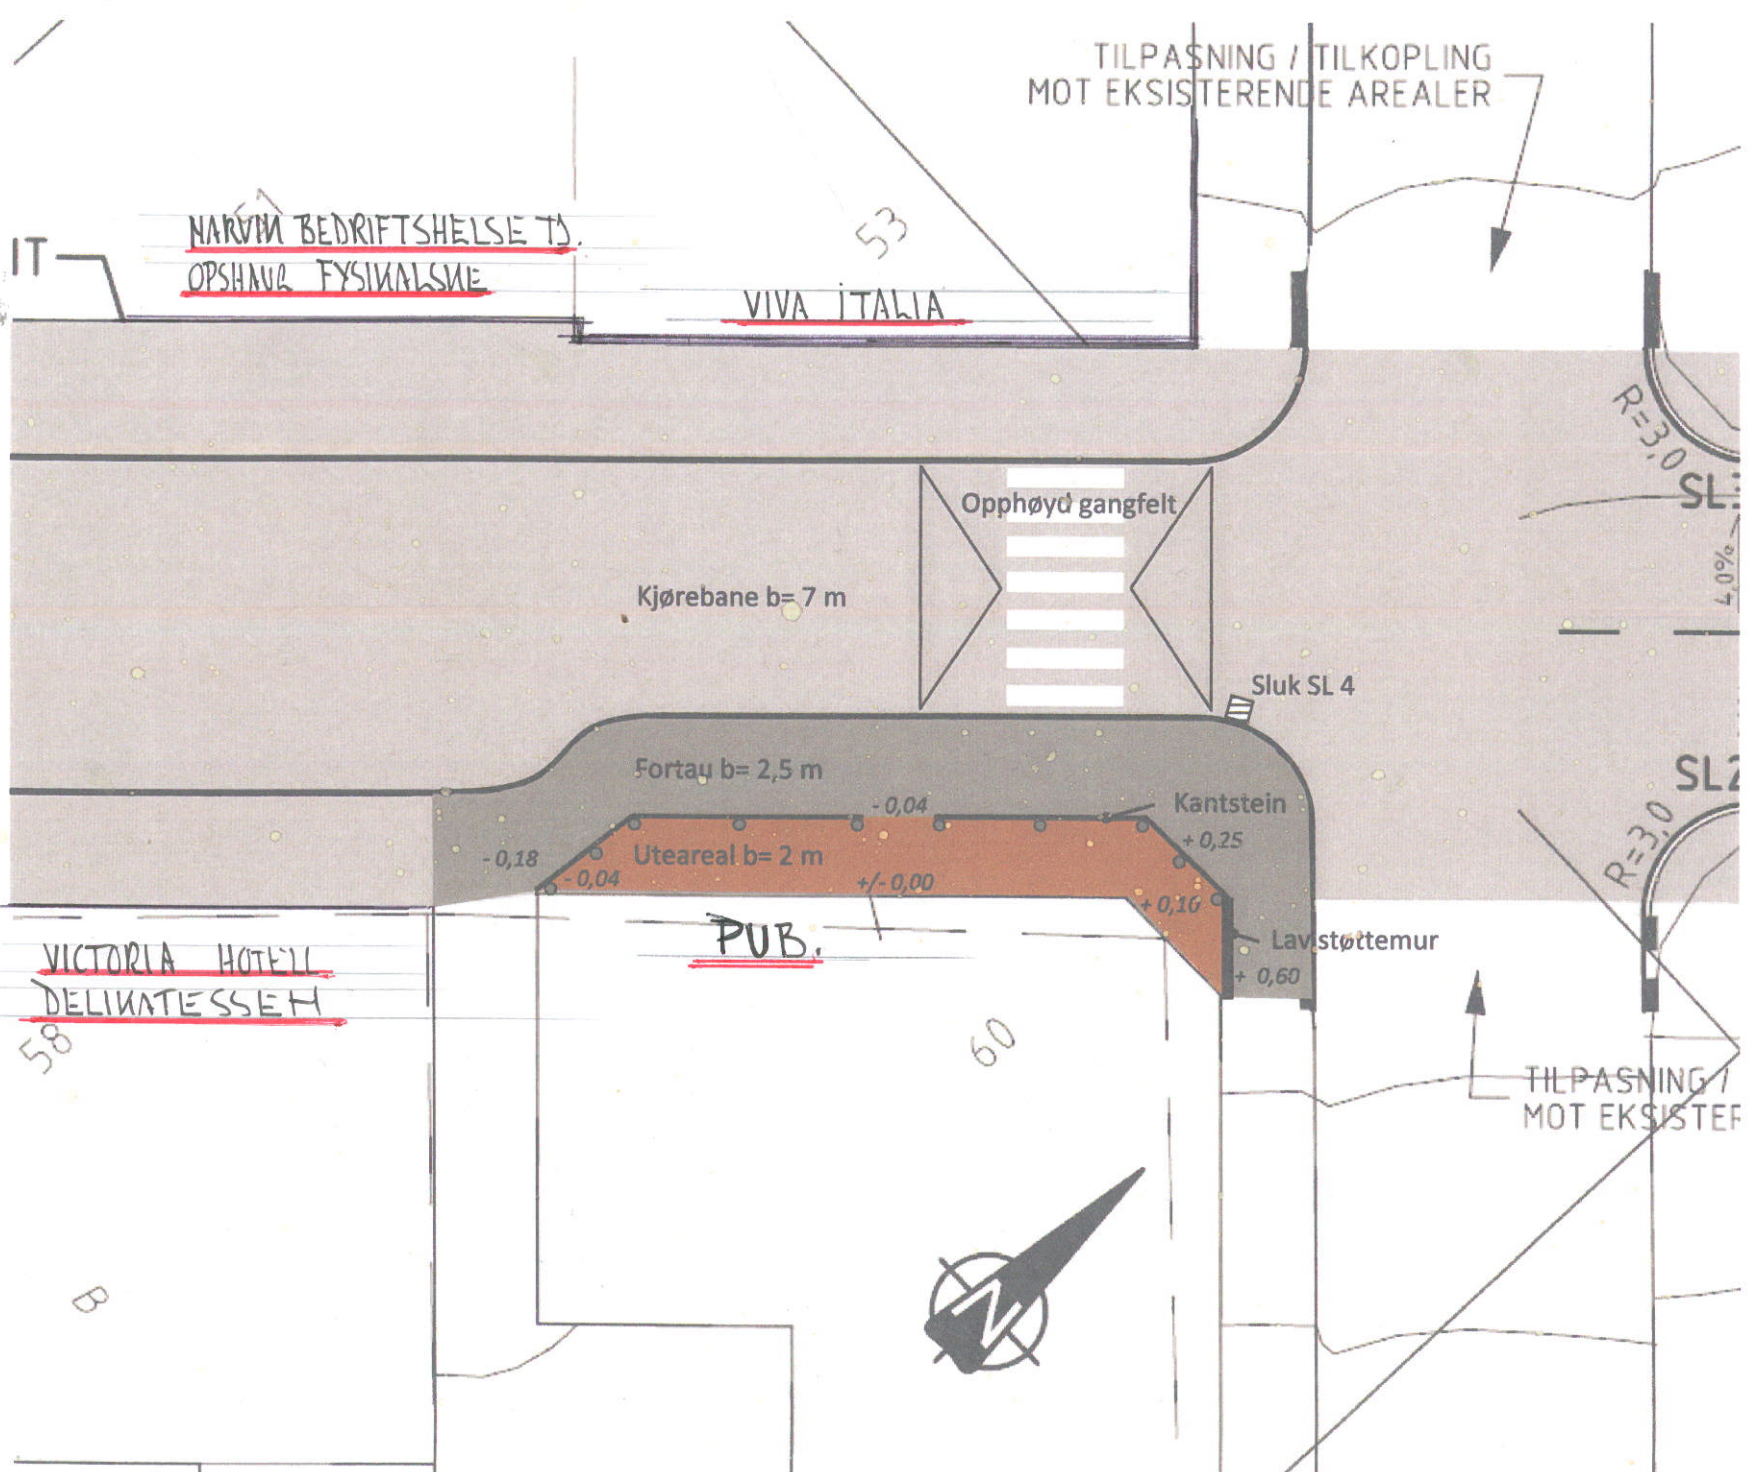 TILPASNING / TILKOPLING
MOT EKSISTERENDE AREALER
51
NARVIK BEDRIFTSHELSE TJ.
OPSHAUG FYSIKALSKE
IT
53
VIVA ITALIA
R=3,0
SL
Opphøyd gangfelt
4,0%
Kjørebane b= 7 m
Sluk SL 4
Fortau b= 2,5 m
SL2
- 0,04
Kantstein
R=3,0
+ 0,25
- 0,18
Uteareal b= 2 m
- 0,04
+/- 0,00
+ 0,10
PUB.
Lav støttemur
+ 0,60
VICTORIA HOTELL
DELIKATESSEN
58
60
TILPASNING /
MOT EKSISTER
B
N